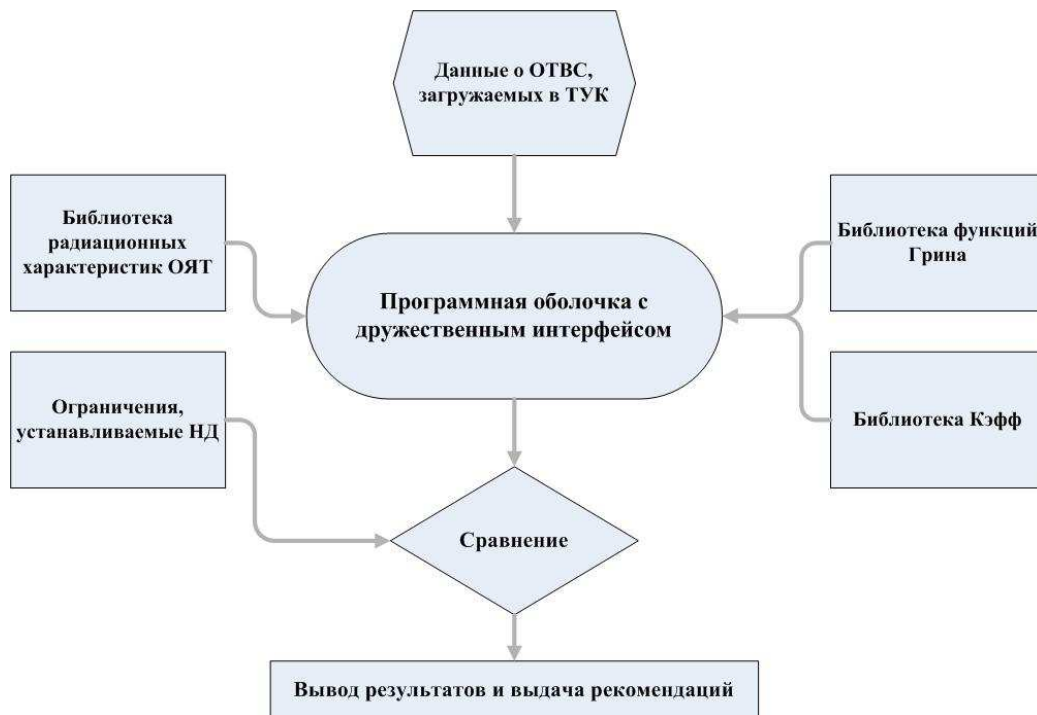 Данные о ОТВС,
загружаемых в ТУК
Библиотека
радиационных
характеристик ОЯТ
Библиотека функций
Грина
Программная оболочка с
дружественным интерфейсом
Ограничения,
устанавливаемые НД
Библиотека Кэфф
Сравнение
Вывод результатов и выдача рекомендаций